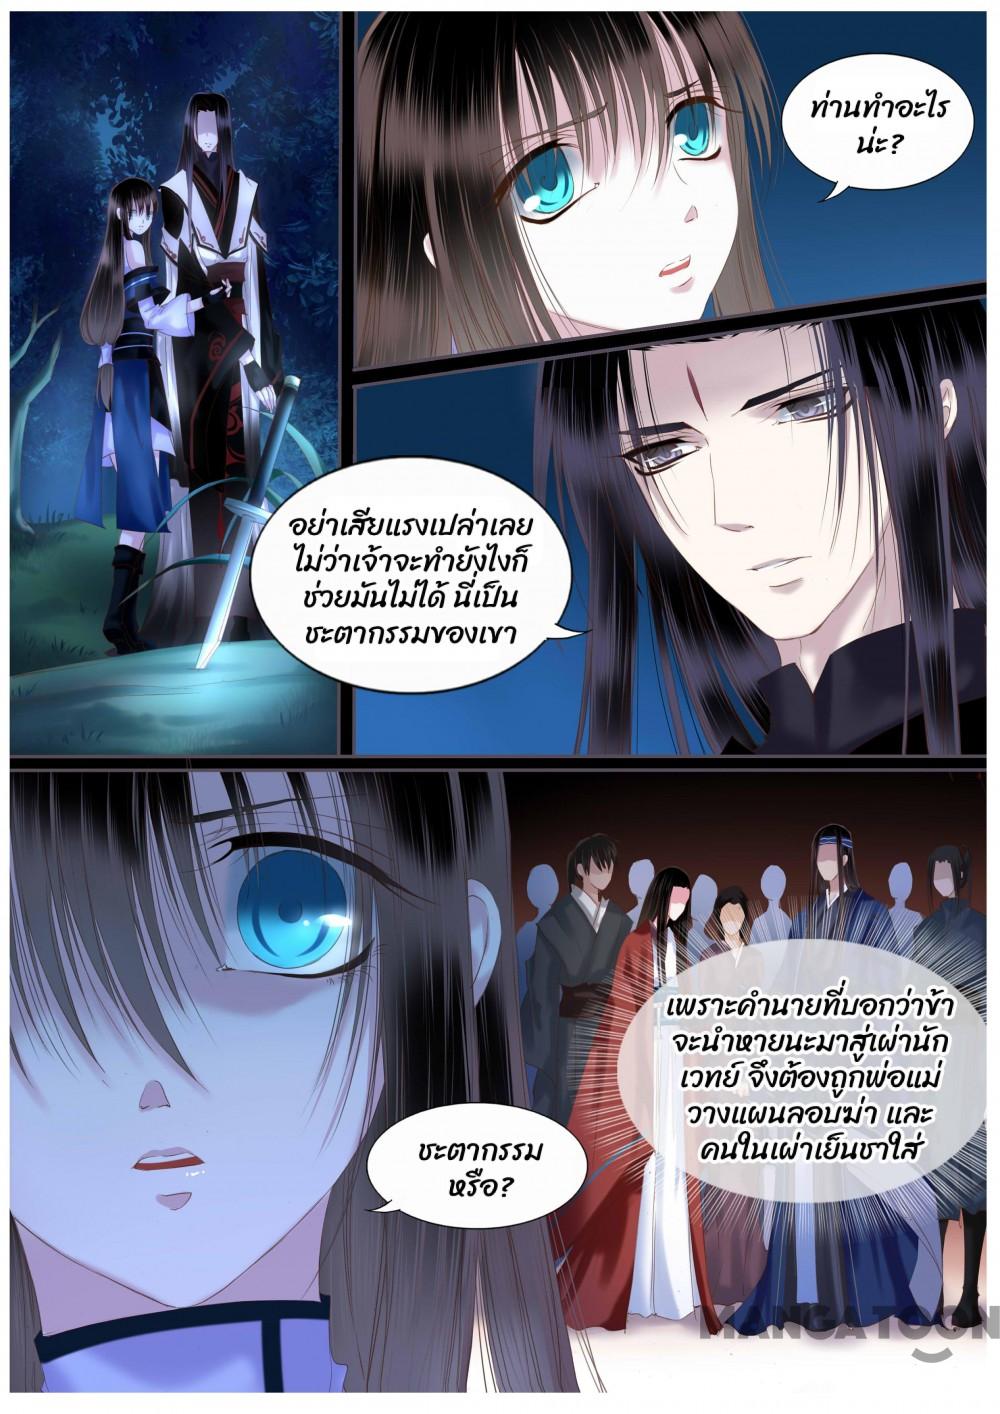 ท่านทำอะไร
น่ะ?
อย่าเสียแรงเปล่าเลย
ไม่ว่าเจ้าจะทำยังไงก็
ช่วยมันไม่ได้ นี่เป็น
ชะตากรรมของเขา
เพราะคำนายที่บอกว่าข้า
จะนำหายนะมาสู่เผ่านัก
เวทย์ จึงต้องถูกพ่อแม่
วางแผนลอบฆ่า และ
คนในเผ่าเย็นชาใส่
ชะตากรรม
หรือ?
MANGATOON